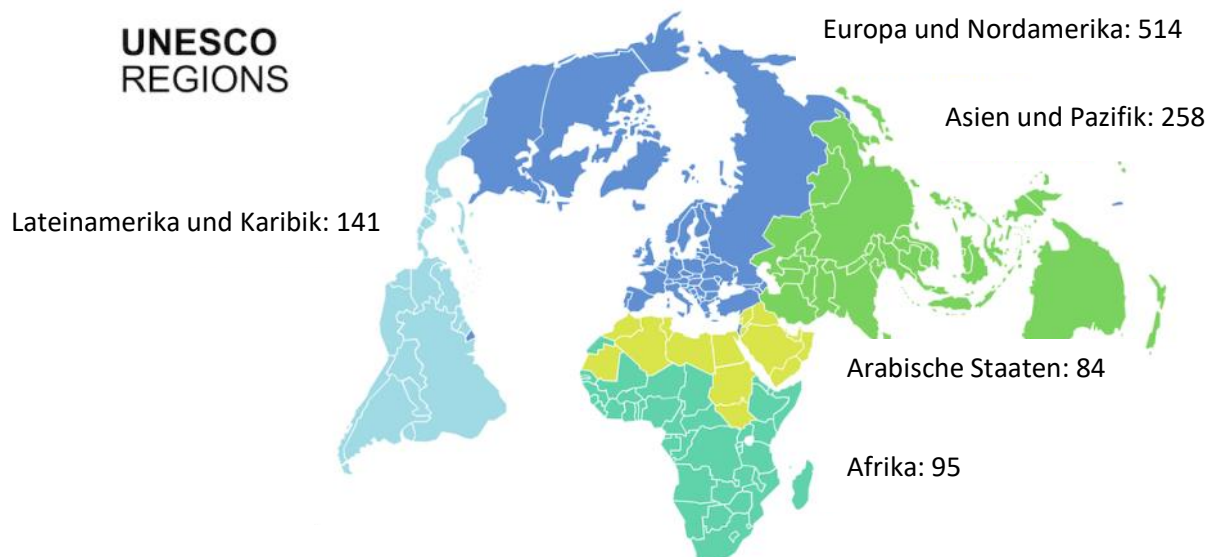 UNESCO
REGIONS
Europa und Nordamerika: 514
Asien und Pazifik: 258
Lateinamerika und Karibik: 141
Arabische Staaten: 84
Afrika: 95